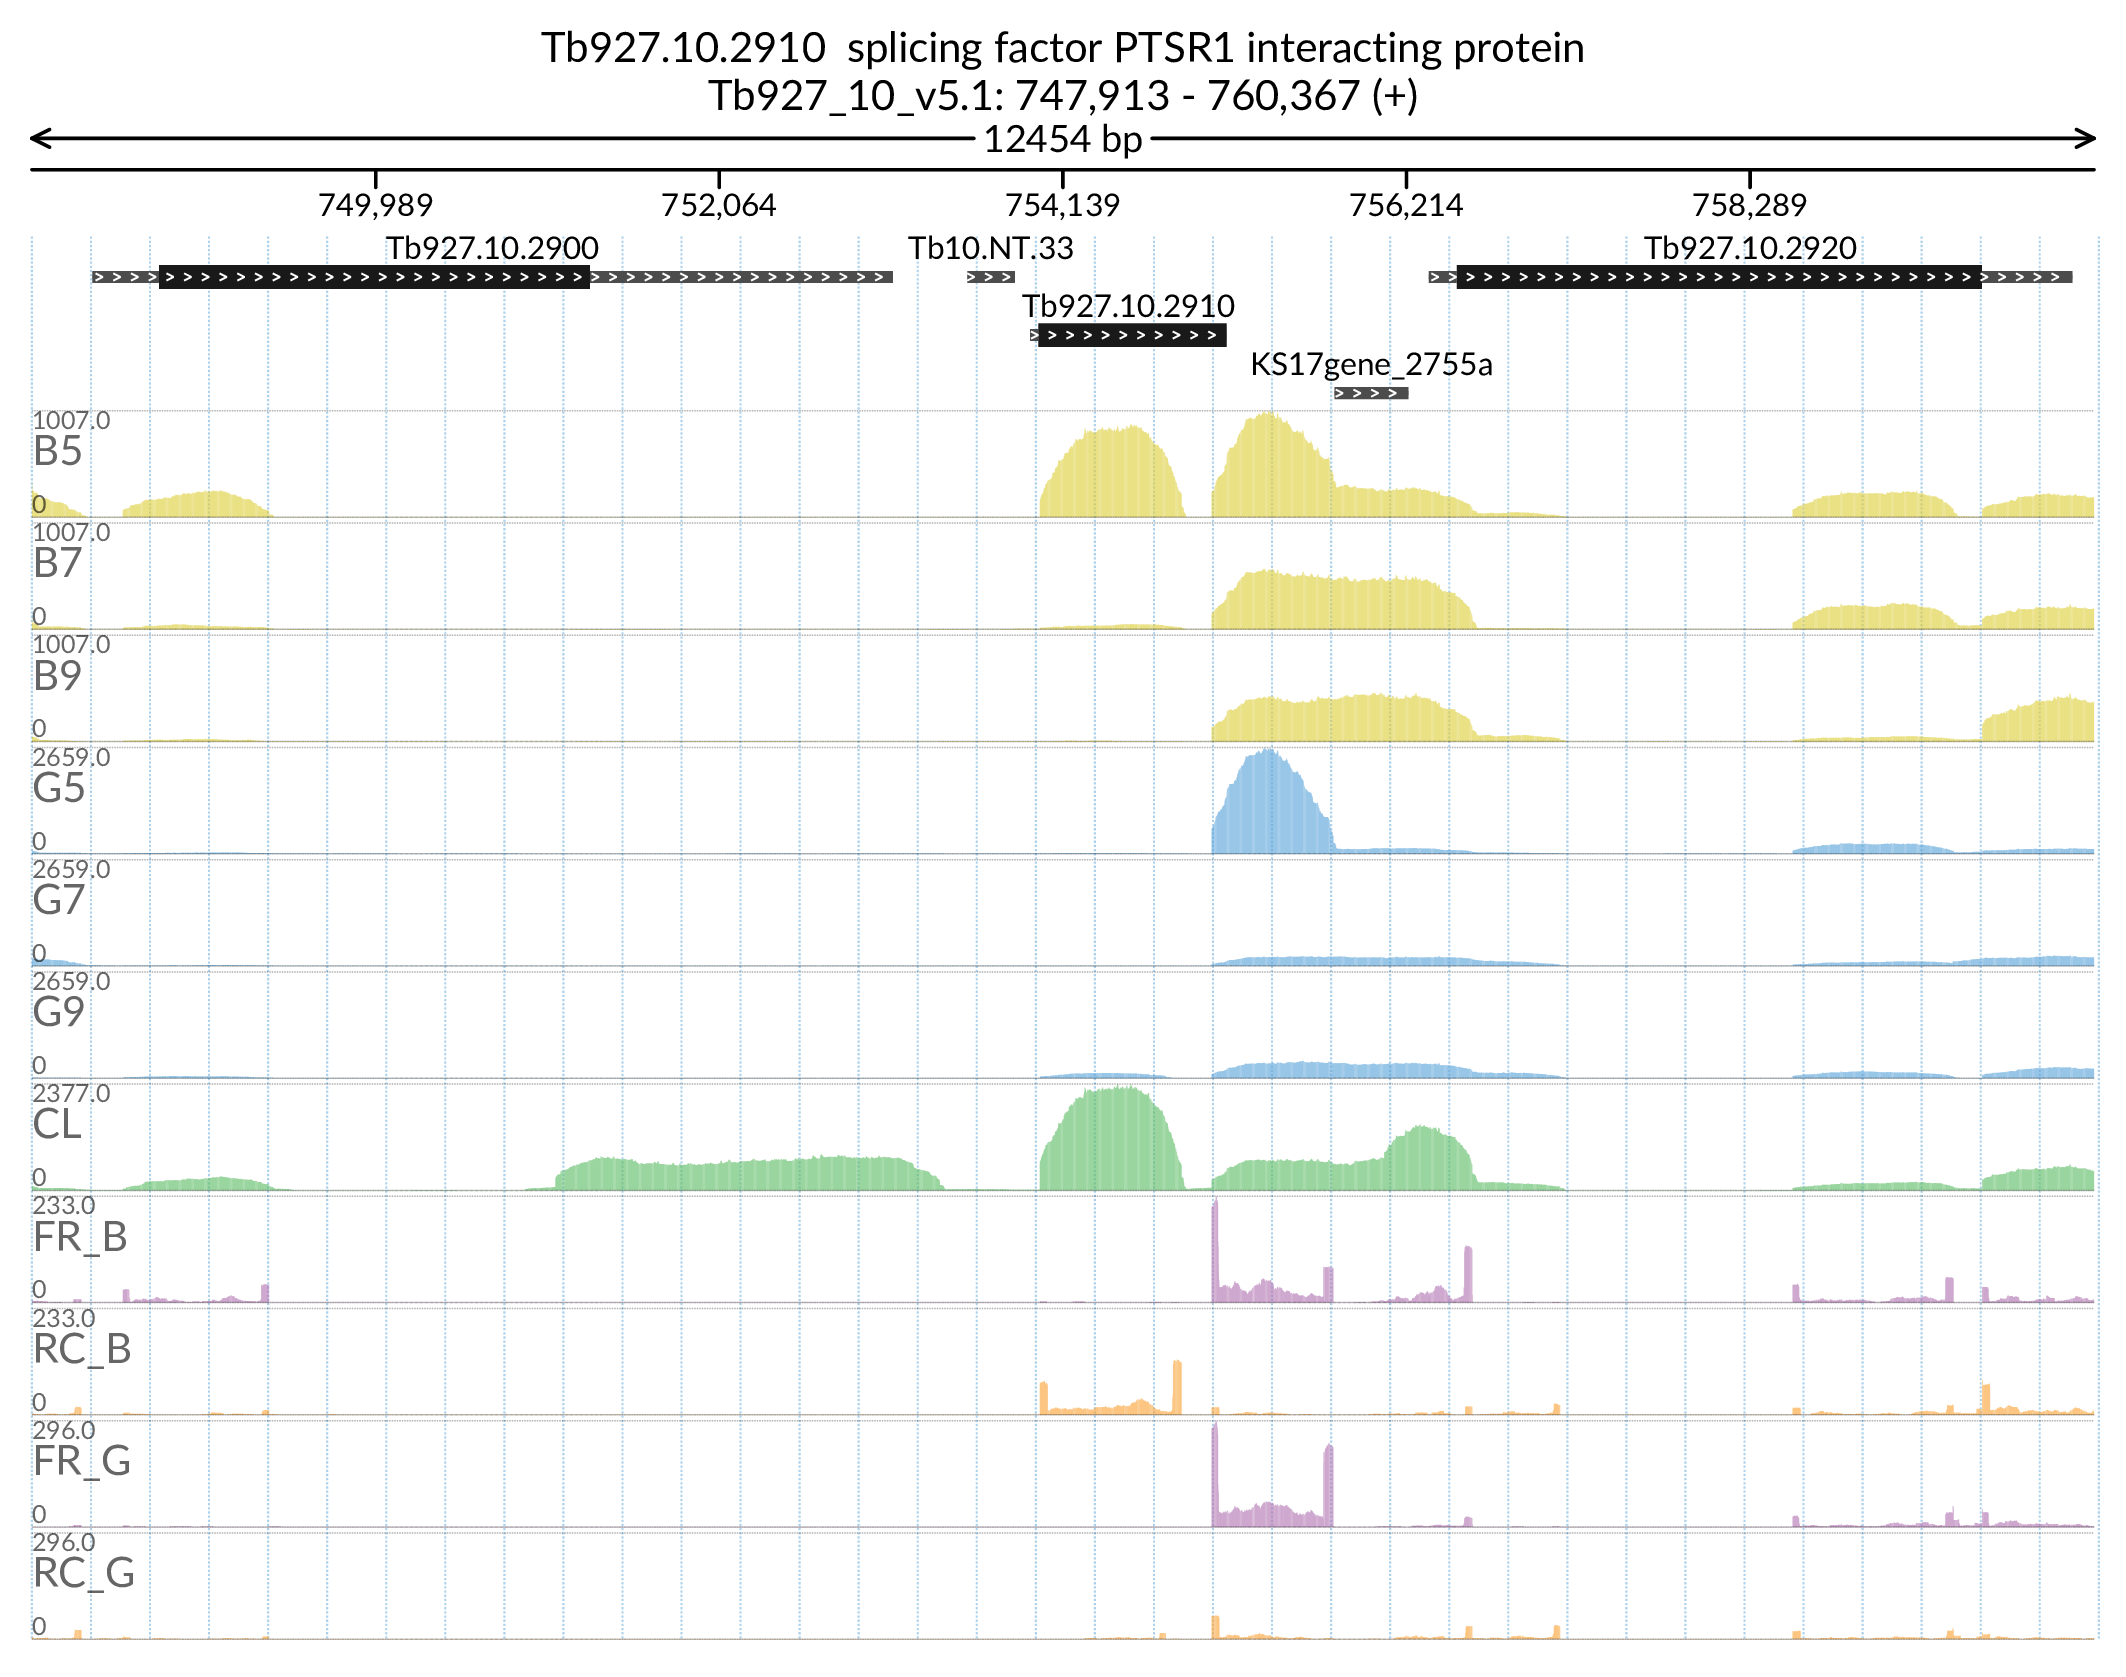 Tb927.10.2910  splicing factor PTSR1 interacting protein
Tb927_10_v5.1: 747,913 - 760,367 (+)
12454 bp
749,989 752,064 754,139 756,214 758,289
Tb927.10.2900 Tb10.NT.33 Tb927.10.2920
Tb927.10.2910
KS17gene_2755a
1007.0
B5
0
1007.0
B7
0
1007.0
B9
0
2659.0
G5
0
2659.0
G7
0
2659.0
G9
0
2377.0
CL
0
233.0
FR_B
0
233.0
RC_B
0
296.0
FR_G
0
296.0
RC_G
0